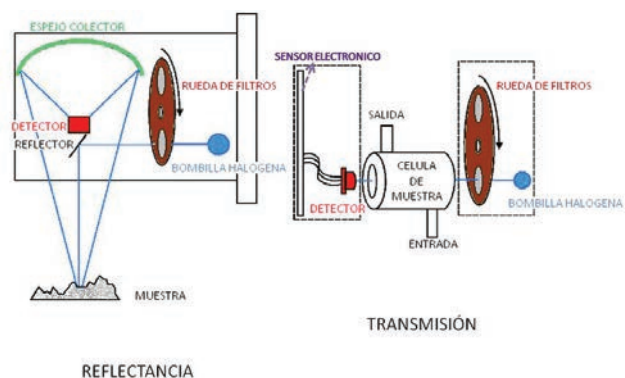 ESPEJO COLECTOR
RUEDA DE FILTROS
DETECTOR
REFLECTOR
BOMBILLA HALOGENA
MUESTRA
REFLECTANCIA
SENSOR ELECTRONICO
SALIDA
RUEDA DE FILTROS
CELULA
DE
MUESTRA
DETECTOR
BOMBILLA HALOGENA
ENTRADA
TRANSMISIÓN